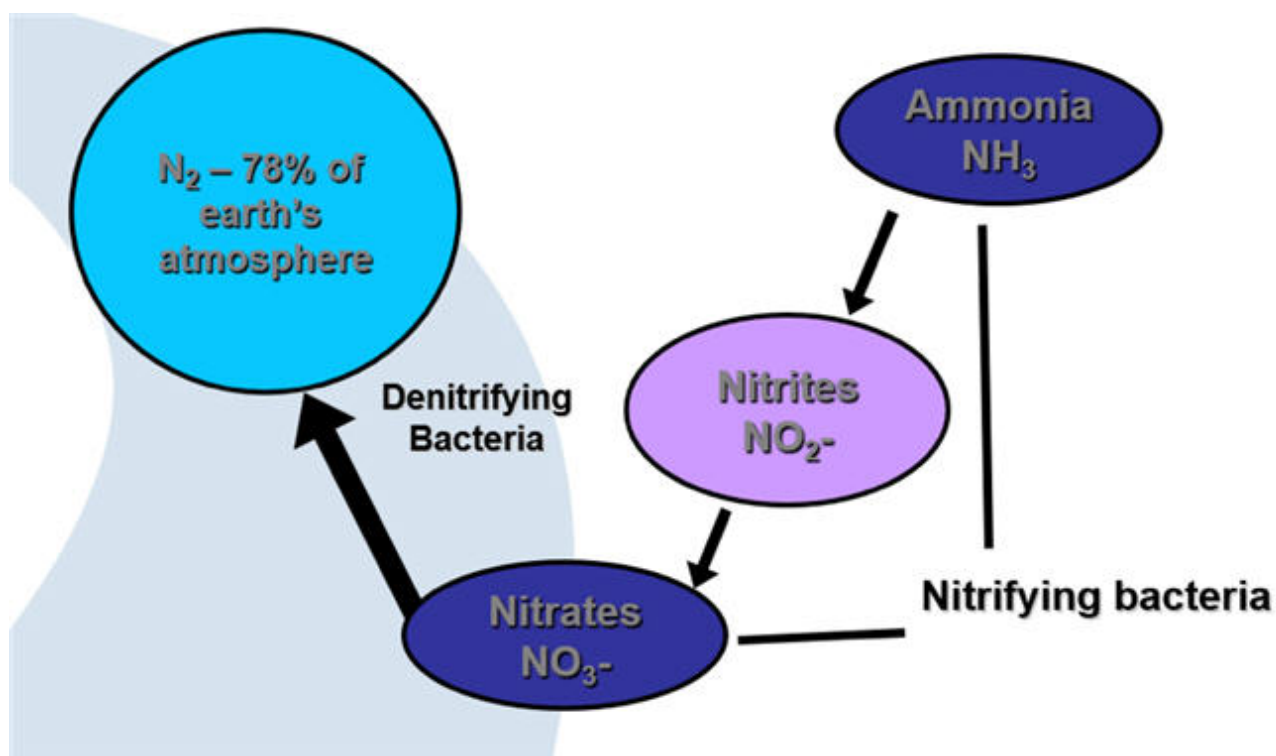 N₂ – 78% of
earth's
atmosphere
Ammonia
NH₃
Nitrites
NO₂-
Denitrifying
Bacteria
Nitrates
NO₃-
Nitrifying bacteria